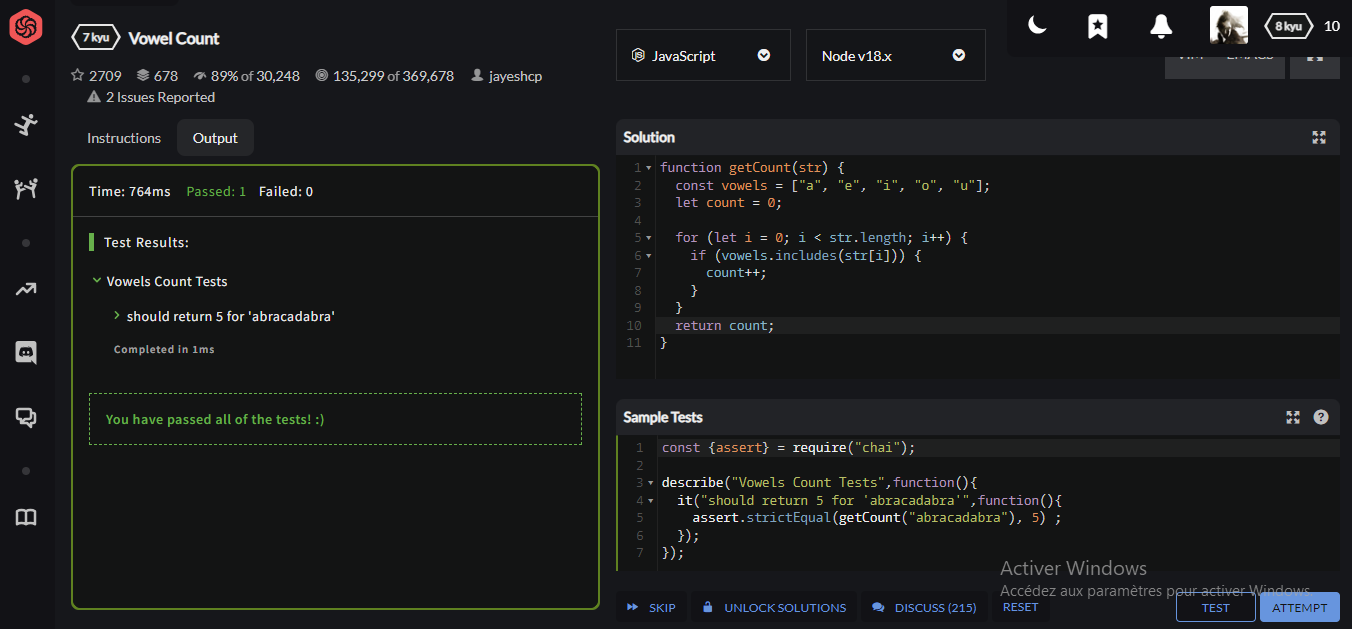 7 kyu Vowel Count
2709 678 89% of 30,248 135,299 of 369,678 jayeshcp
2 Issues Reported
Instructions Output
Time: 764ms Passed: 1 Failed: 0
Test Results:
Vowels Count Tests
should return 5 for 'abracadabra'
Completed in 1ms
You have passed all of the tests! :)
JavaScript
Node v18.x
8 kyu 10
VIM EMACS
Solution
1 function getCount(str) {
2 const vowels = ["a", "e", "i", "o", "u"];
3 let count = 0;
4
5 for (let i = 0; i < str.length; i++) {
6 if (vowels.includes(str[i])) {
7 count++;
8 }
9 }
10 return count;
11 }
Sample Tests
1 const {assert} = require("chai");
2
3 describe("Vowels Count Tests",function(){
4 it("should return 5 for 'abracadabra'",function(){
5 assert.strictEqual(getCount("abracadabra"), 5) ;
6 });
7 });
Activer Windows
Accédez aux paramètres pour activer Windows.
SKIP UNLOCK SOLUTIONS DISCUSS (215) RESET TEST ATTEMPT